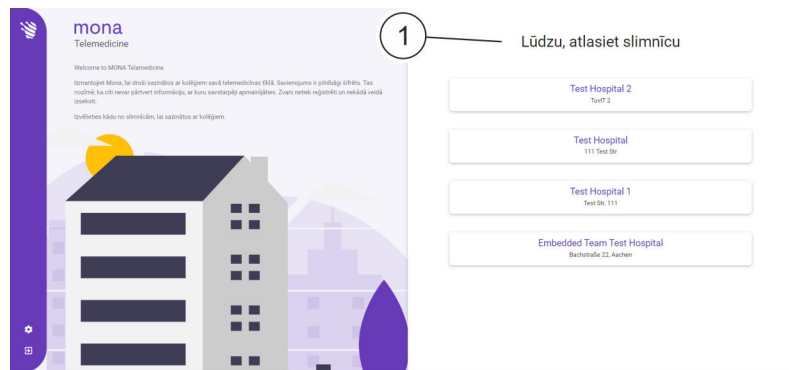 mona
Telemedicine
Welcome to MONA Telemedicine
Izmantojiet Mona, lai droši sazinātos ar kolēģiem savā telemedicīnas tīklā. Savienojums ir pilnībāgi šifrēts. Tas
nozīmē, ka citi nevar pārtvert informāciju, ar kuru savatarpēji apmainījāties. Zvani netiek reģistrēti un nekādā veidā
izsekoti.
Izvēlieties kādu no slimnīcām, lai sazinātos ar kolēģiem.
1
Lūdzu, atlasiet slimnīcu
Test Hospital 2
TuvIT 2
Test Hospital
111 Test Str
Test Hospital 1
Test Str. 111
Embedded Team Test Hospital
Bachstraße 22, Aachen